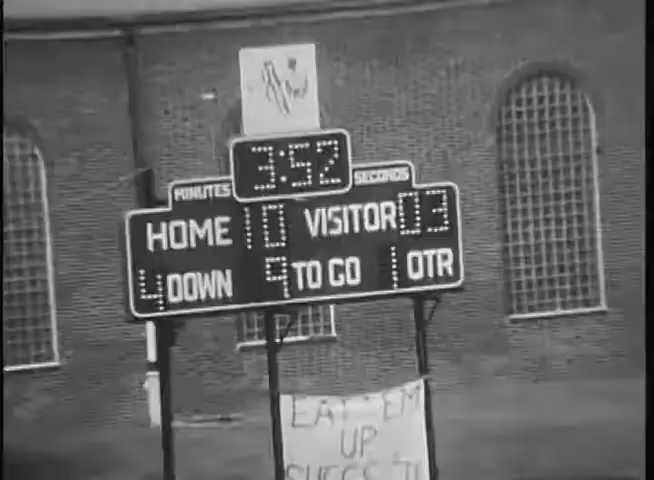 3:52
MINUTES SECONDS
HOME 10 VISITOR 03
4 DOWN 9 TO GO 1 QTR
EAT 'EM
UP